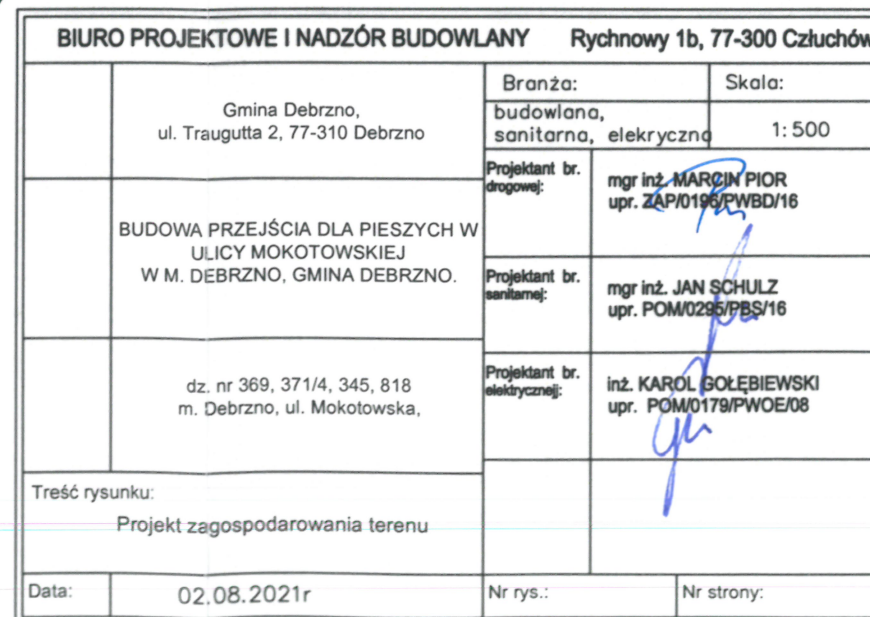 BIURO PROJEKTOWE I NADZÓR BUDOWLANY Rychnowy 1b, 77-300 Człuchów
Gmina Debrzno,
ul. Traugutta 2, 77-310 Debrzno
Branża:
Skala:
budowlana,
sanitarna, elekryczna
1:500
BUDOWA PRZEJŚCIA DLA PIESZYCH W
ULICY MOKOTOWSKIEJ
W M. DEBRZNO, GMINA DEBRZNO.
Projektant br.
drogowej:
mgr inż. MARCIN PIOR
upr. ZAP/0196/PWBD/16
Projektant br.
sanitarnej:
mgr inż. JAN SCHULZ
upr. POM/0295/PBS/16
dz. nr 369, 371/4, 345, 818
m. Debrzno, ul. Mokotowska,
Projektant br.
elektrycznejj:
inż. KAROL GOŁĘBIEWSKI
upr. POM/0179/PWOE/08
Treść rysunku:
Projekt zagospodarowania terenu
Data:
02.08.2021r
Nr rys.:
Nr strony: